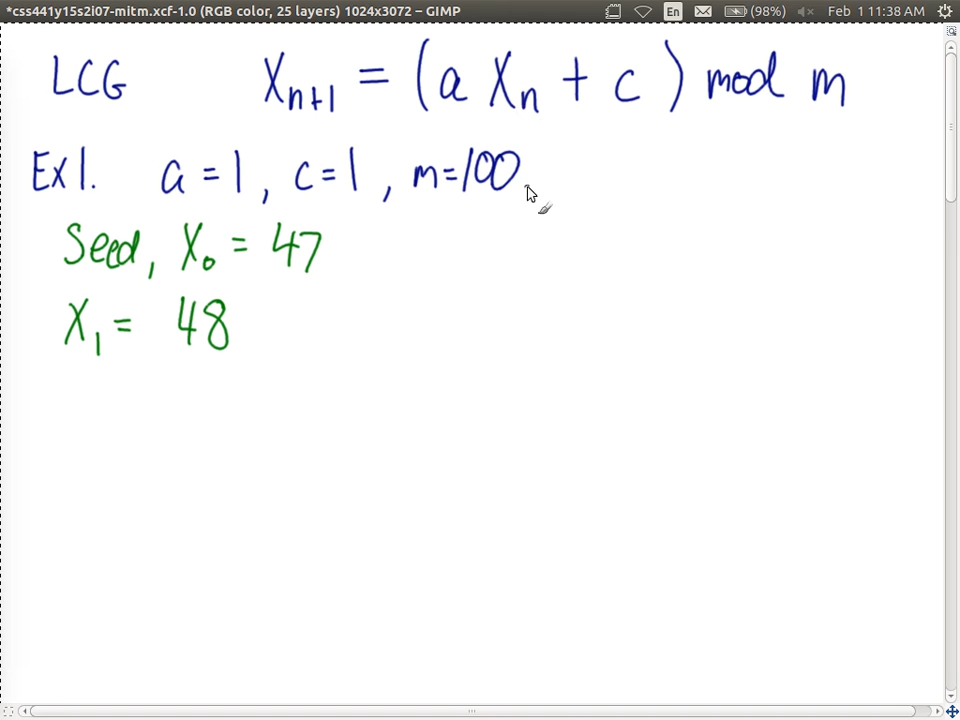 *css441y15s2i07-mitm.xcf-1.0 (RGB color, 25 layers) 1024x3072 – GIMP En (98%) Feb 1 11:38 AM
LCG Xn+1 = (a Xn + c) mod m
Ex1. a=1, c=1, m=100
Seed, X0 = 47
X1 = 48